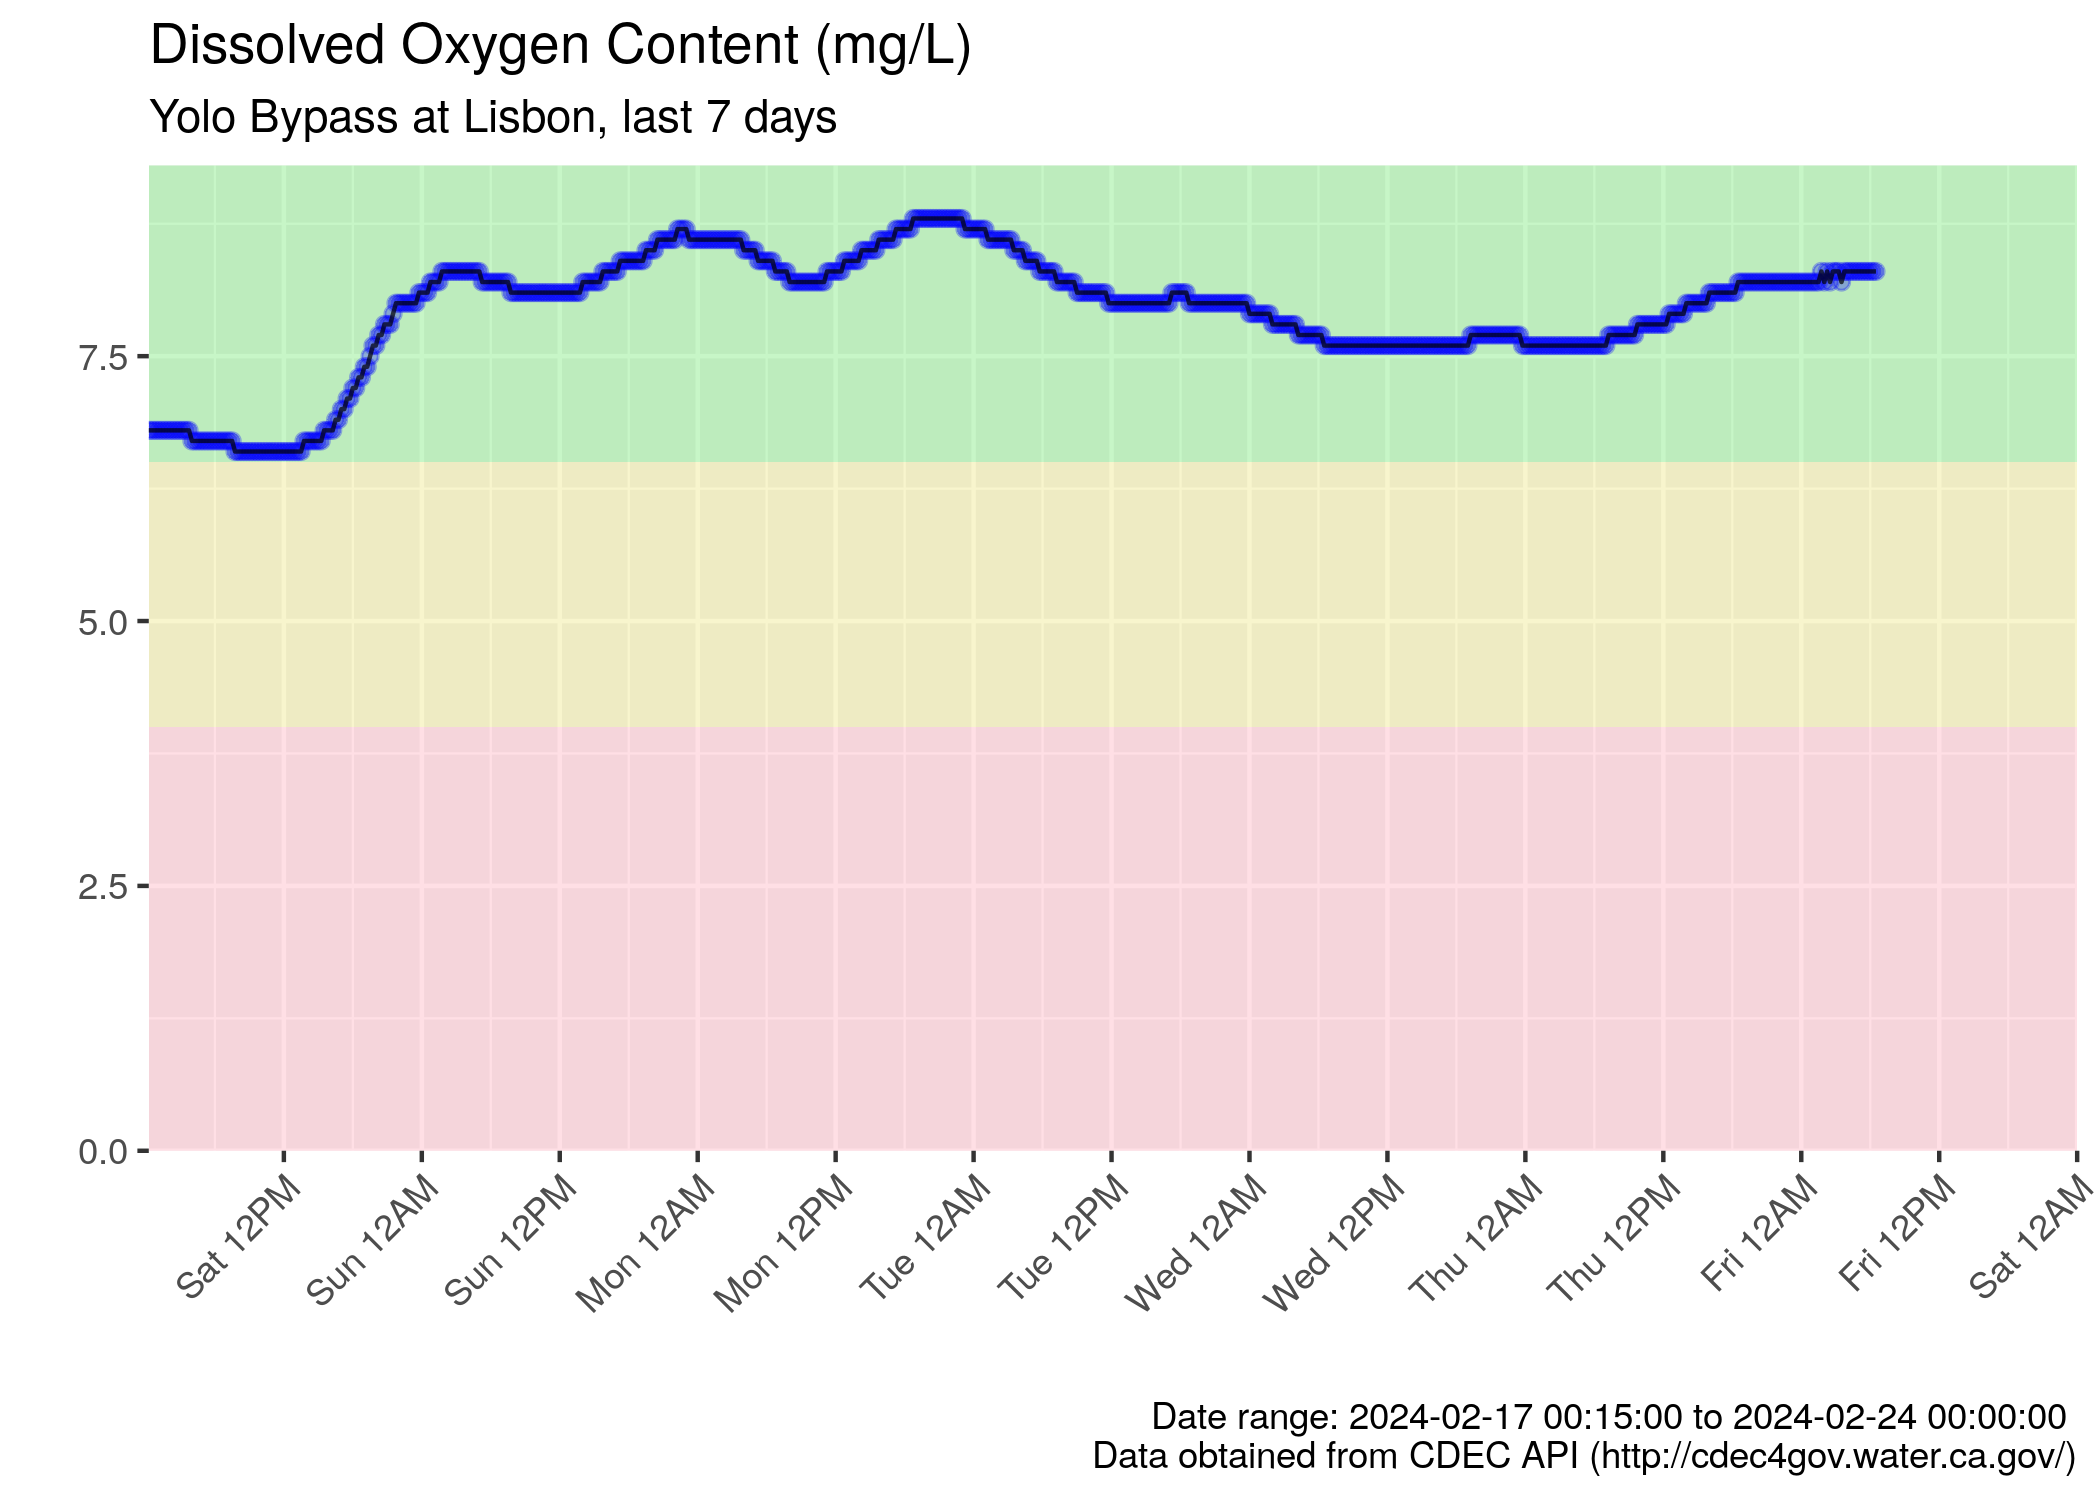 Dissolved Oxygen Content (mg/L)
Yolo Bypass at Lisbon, last 7 days
7.5
5.0
2.5
0.0
Sat 12PM
Sun 12AM
Sun 12PM
Mon 12AM
Mon 12PM
Tue 12AM
Tue 12PM
Wed 12AM
Wed 12PM
Thu 12AM
Thu 12PM
Fri 12AM
Fri 12PM
Sat 12AM
Date range: 2024-02-17 00:15:00 to 2024-02-24 00:00:00
Data obtained from CDEC API (http://cdec4gov.water.ca.gov/)